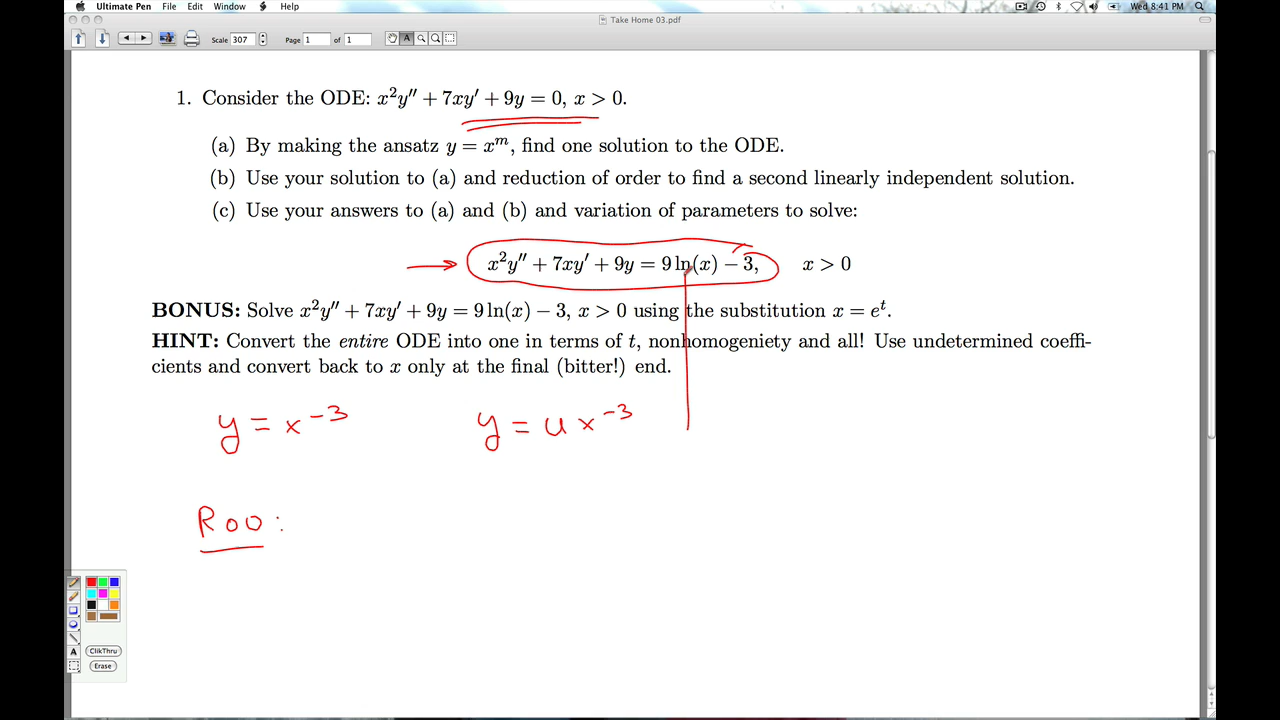 Ultimate Pen File Edit Window Help Wed 8:41 PM
Take Home 03.pdf
Scale 307 Page 1 of 1 A
1. Consider the ODE: x²y″ + 7xy′ + 9y = 0, x > 0.
(a) By making the ansatz y = xᵐ, find one solution to the ODE.
(b) Use your solution to (a) and reduction of order to find a second linearly independent solution.
(c) Use your answers to (a) and (b) and variation of parameters to solve:
x²y″ + 7xy′ + 9y = 9 ln(x) − 3, x > 0
BONUS: Solve x²y″ + 7xy′ + 9y = 9 ln(x) − 3, x > 0 using the substitution x = eᵗ.
HINT: Convert the entire ODE into one in terms of t, nonhomogeniety and all! Use undetermined coeffi-
cients and convert back to x only at the final (bitter!) end.
y = x⁻³ y = u x⁻³
RoO:
A
ClikThru
Erase